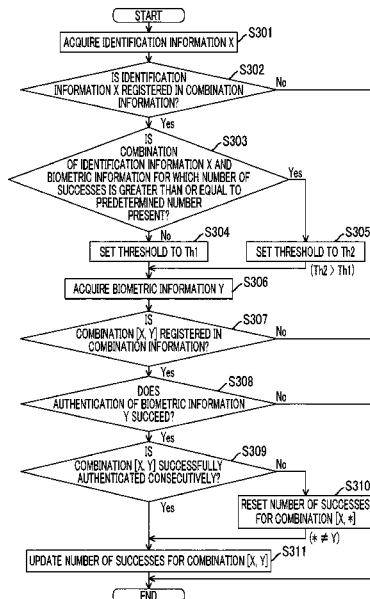 START
ACQUIRE IDENTIFICATION INFORMATION X
S301
IS
IDENTIFICATION
INFORMATION X REGISTERED IN COMBINATION
INFORMATION?
S302
No
Yes
IS
COMBINATION
OF IDENTIFICATION INFORMATION X AND
BIOMETRIC INFORMATION FOR WHICH NUMBER OF
SUCCESSES IS GREATER THAN OR EQUAL TO
PREDETERMINED NUMBER
PRESENT?
S303
Yes
No
S304
SET THRESHOLD TO Th1
S305
SET THRESHOLD TO Th2
(Th2 > Th1)
ACQUIRE BIOMETRIC INFORMATION Y
S306
IS
COMBINATION [X, Y] REGISTERED IN
COMBINATION INFORMATION?
S307
No
Yes
DOES
AUTHENTICATION OF BIOMETRIC INFORMATION
Y SUCCEED?
S308
No
Yes
IS
COMBINATION [X, Y] SUCCESSFULLY
AUTHENTICATED CONSECUTIVELY?
S309
No
Yes
S310
RESET NUMBER OF SUCCESSES
FOR COMBINATION [X, *]
(* ≠ Y)
S311
UPDATE NUMBER OF SUCCESSES FOR COMBINATION [X, Y]
END